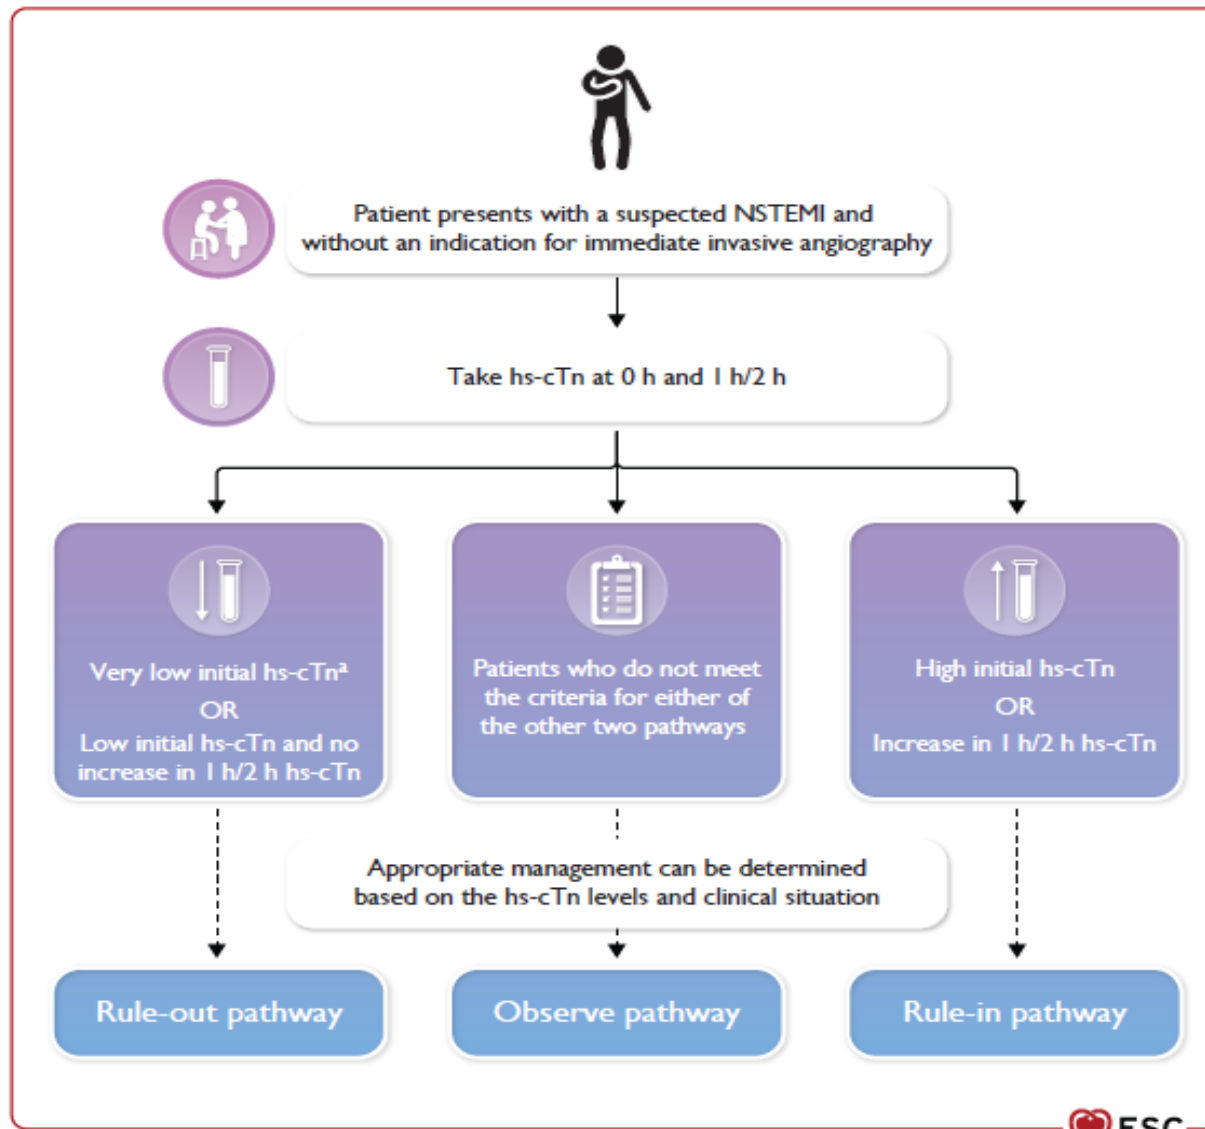 Patient presents with a suspected NSTEMI and
without an indication for immediate invasive angiography
Take hs-cTn at 0 h and 1 h/2 h
Very low initial hs-cTnᵃ
OR
Low initial hs-cTn and no
increase in 1 h/2 h hs-cTn
Patients who do not meet
the criteria for either of
the other two pathways
High initial hs-cTn
OR
Increase in 1 h/2 h hs-cTn
Appropriate management can be determined
based on the hs-cTn levels and clinical situation
Rule-out pathway
Observe pathway
Rule-in pathway
ESC